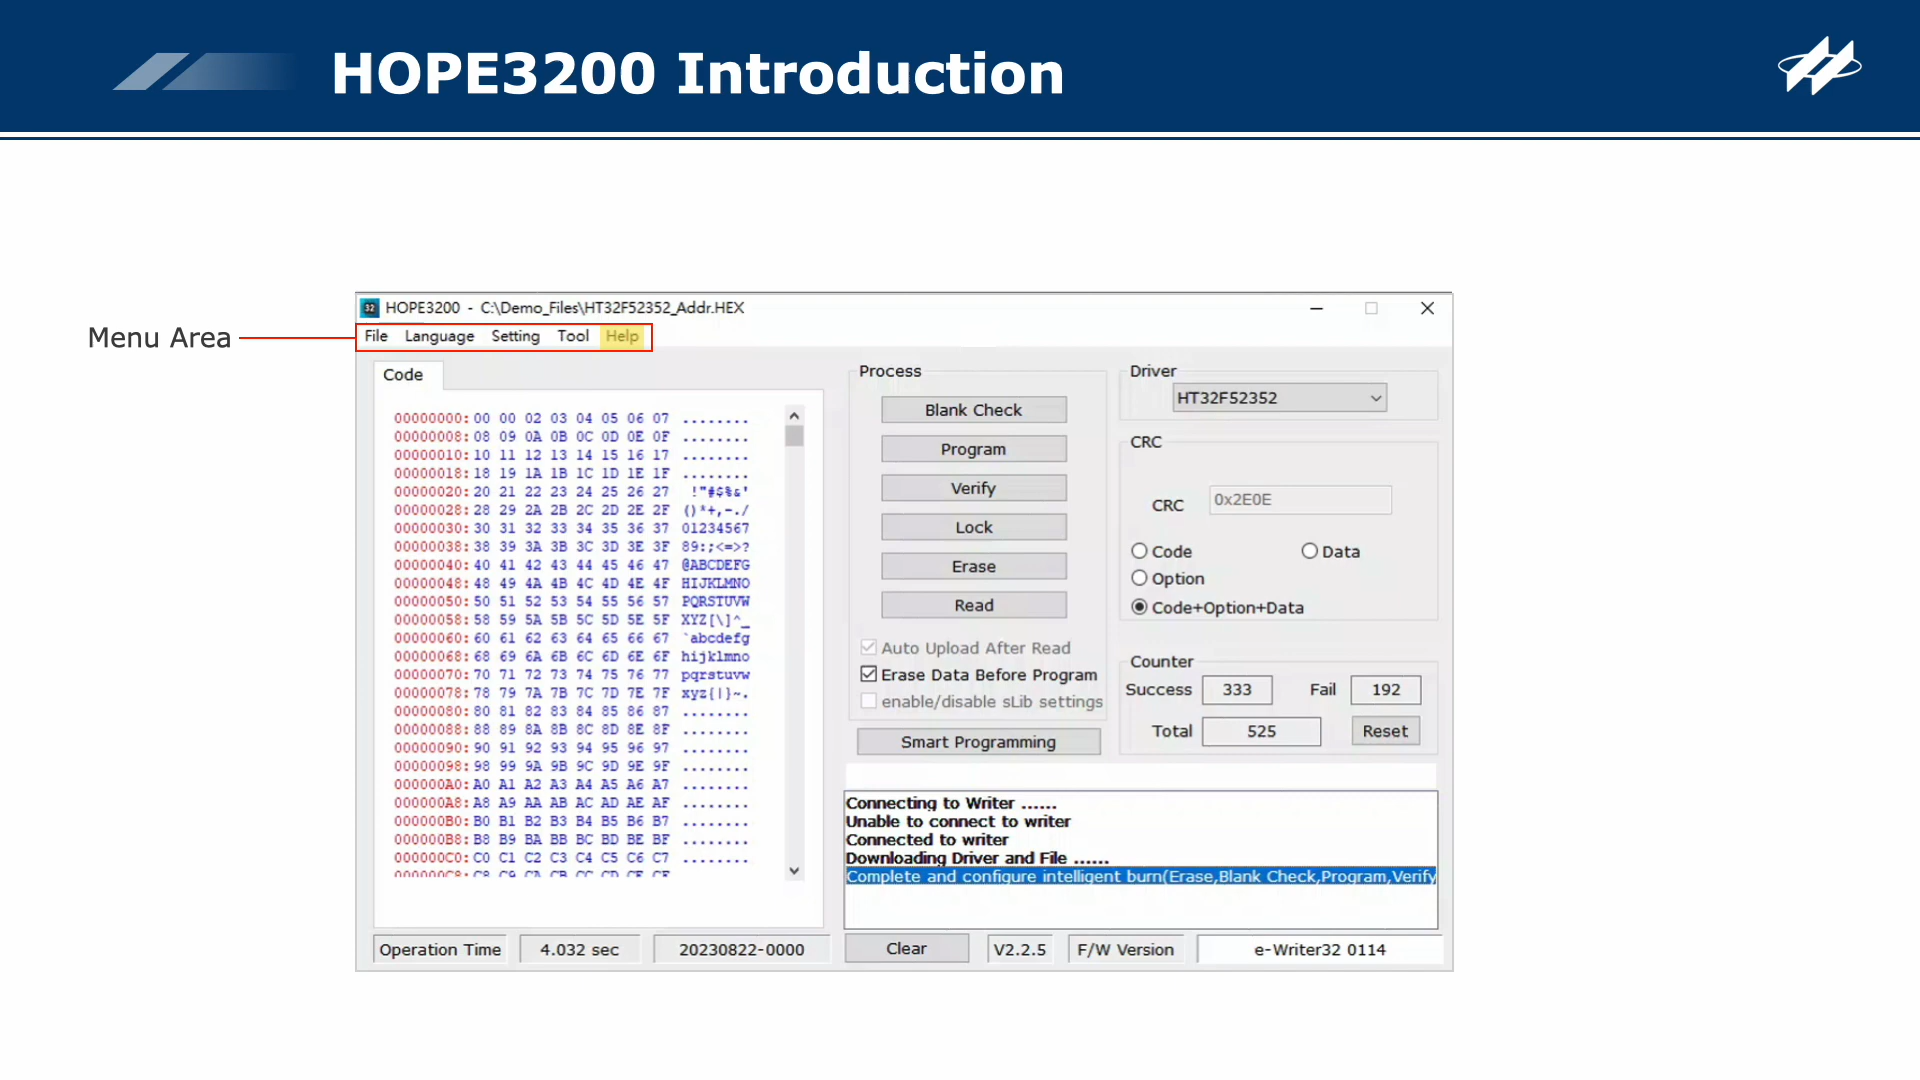 HOPE3200 Introduction
Menu Area
32 HOPE3200 - C:\Demo_Files\HT32F52352_Addr.HEX
File Language Setting Tool Help
Code
00000000: 00 00 02 03 04 05 06 07 ........
00000008: 08 09 0A 0B 0C 0D 0E 0F ........
00000010: 10 11 12 13 14 15 16 17 ........
00000018: 18 19 1A 1B 1C 1D 1E 1F ........
00000020: 20 21 22 23 24 25 26 27  !"#$%&'
00000028: 28 29 2A 2B 2C 2D 2E 2F ()*+,-./
00000030: 30 31 32 33 34 35 36 37 01234567
00000038: 38 39 3A 3B 3C 3D 3E 3F 89:;<=>?
00000040: 40 41 42 43 44 45 46 47 @ABCDEFG
00000048: 48 49 4A 4B 4C 4D 4E 4F HIJKLMNO
00000050: 50 51 52 53 54 55 56 57 PQRSTUVW
00000058: 58 59 5A 5B 5C 5D 5E 5F XYZ[\]^_
00000060: 60 61 62 63 64 65 66 67 `abcdefg
00000068: 68 69 6A 6B 6C 6D 6E 6F hijklmno
00000070: 70 71 72 73 74 75 76 77 pqrstuvw
00000078: 78 79 7A 7B 7C 7D 7E 7F xyz{|}~.
00000080: 80 81 82 83 84 85 86 87 ........
00000088: 88 89 8A 8B 8C 8D 8E 8F ........
00000090: 90 91 92 93 94 95 96 97 ........
00000098: 98 99 9A 9B 9C 9D 9E 9F ........
000000A0: A0 A1 A2 A3 A4 A5 A6 A7 ........
000000A8: A8 A9 AA AB AC AD AE AF ........
000000B0: B0 B1 B2 B3 B4 B5 B6 B7 ........
000000B8: B8 B9 BA BB BC BD BE BF ........
000000C0: C0 C1 C2 C3 C4 C5 C6 C7 ........
000000C8: C8 C9 CA CB CC CD CE CF
Process
Blank Check
Program
Verify
Lock
Erase
Read
Auto Upload After Read
Erase Data Before Program
enable/disable sLib settings
Smart Programming
Driver
HT32F52352
CRC
CRC 0x2E0E
Code Data
Option
Code+Option+Data
Counter
Success 333 Fail 192
Total 525 Reset
Connecting to Writer ......
Unable to connect to writer
Connected to writer
Downloading Driver and File ......
Complete and configure intelligent burn(Erase,Blank Check,Program,Verify
Operation Time 4.032 sec 20230822-0000 Clear V2.2.5 F/W Version e-Writer32 0114